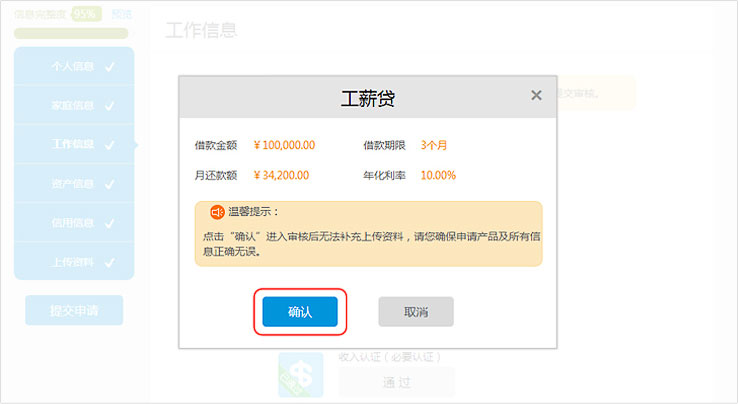 信息完整度 95% 预览
工作信息
个人信息
家庭信息
工作信息
资产信息
信用信息
上传资料
提交申请
提交审核。
工薪贷
借款金额 ￥100,000.00 借款期限 3个月
月还款额 ￥34,200.00 年化利率 10.00%
温馨提示：
点击“确认”进入审核后无法补充上传资料，请您确保申请产品及所有信
息正确无误。
确认 取消
收入认证（必要认证）
通 过